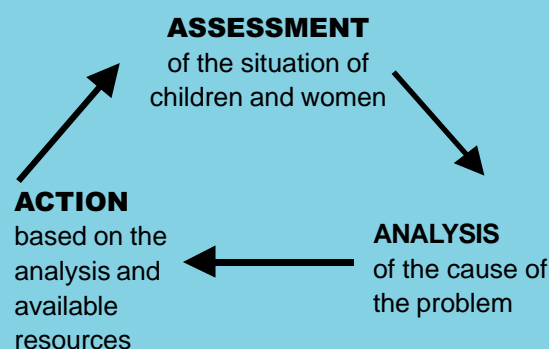 ASSESSMENT
of the situation of
children and women
ACTION
based on the
analysis and
available
resources
ANALYSIS
of the cause of
the problem